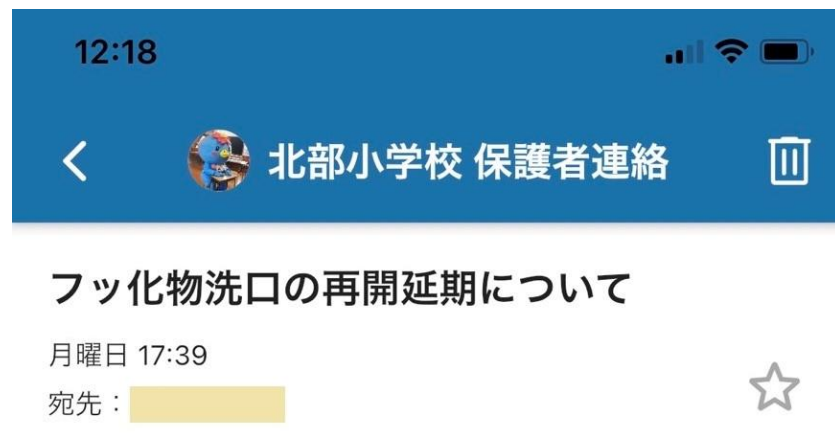 12:18
北部小学校 保護者連絡
フッ化物洗口の再開延期について
月曜日 17:39
宛先：